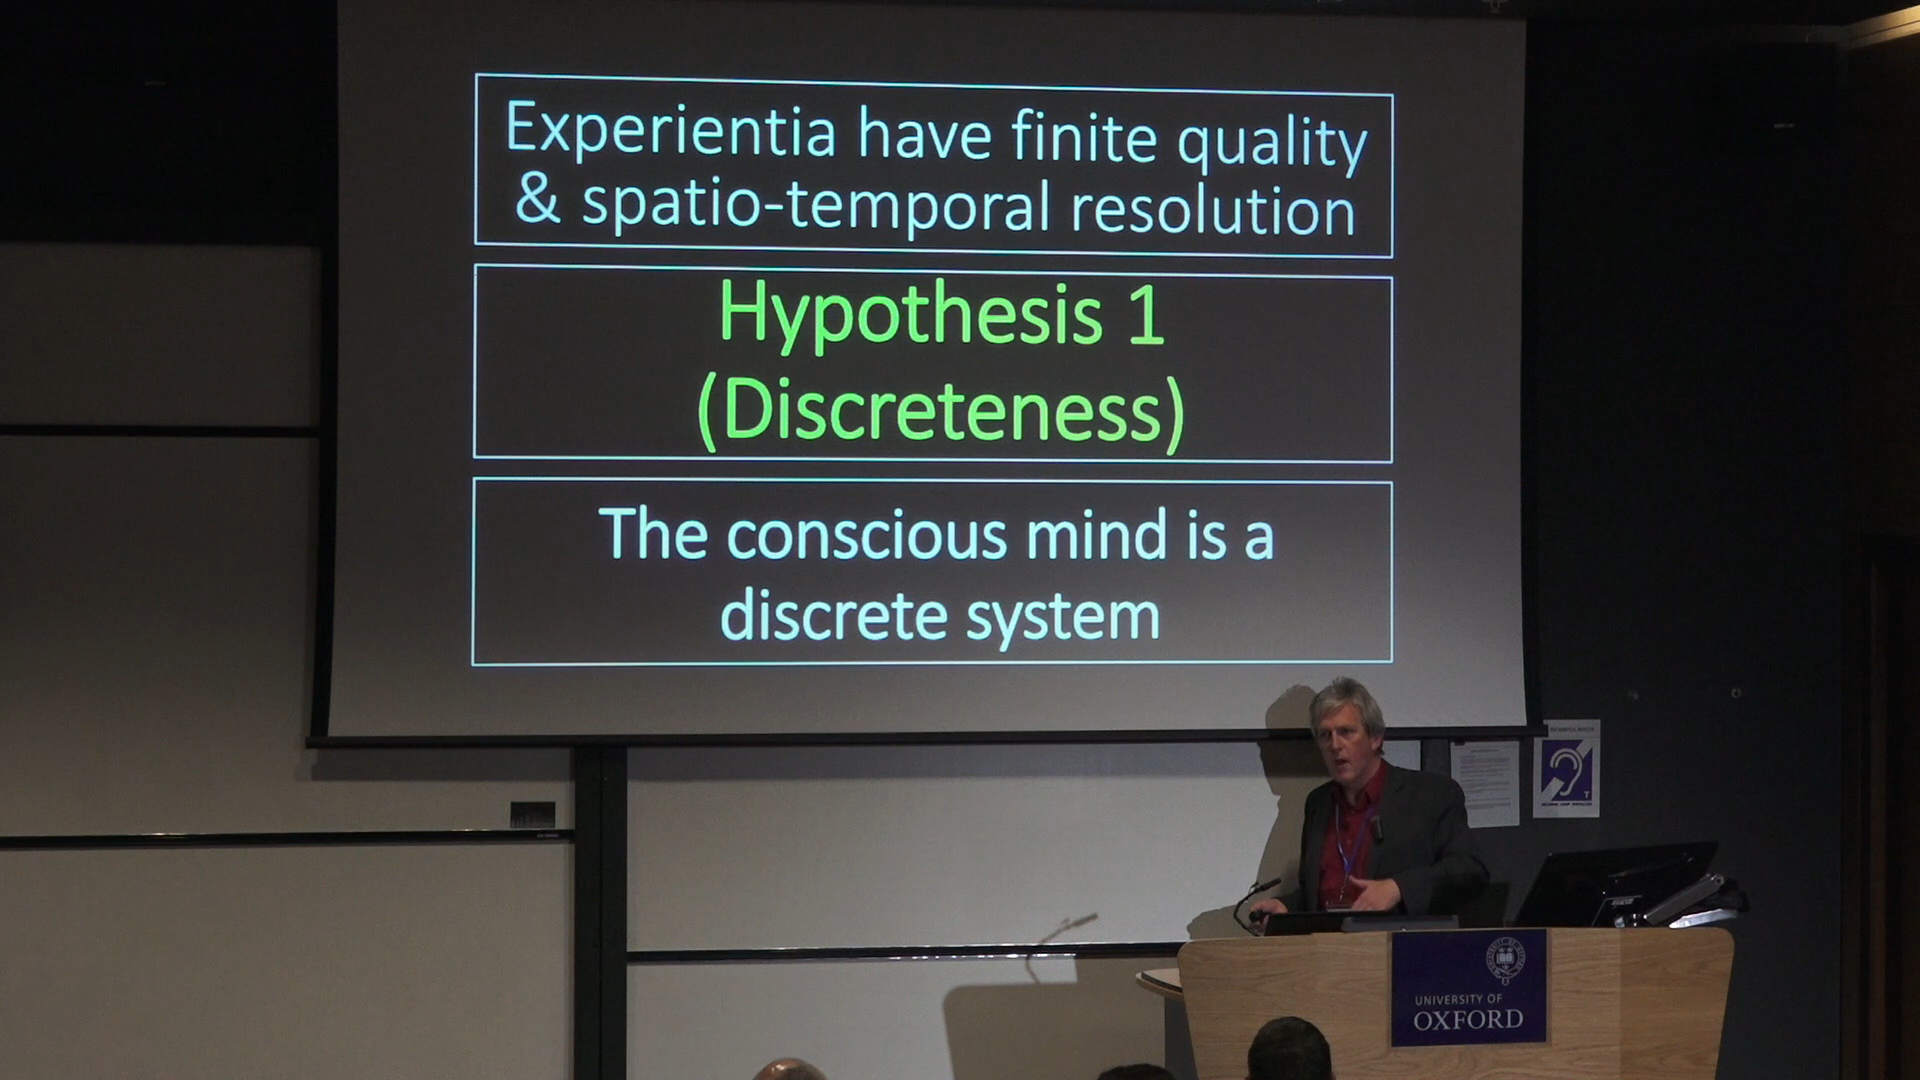 Experientia have finite quality
& spatio-temporal resolution
Hypothesis 1
(Discreteness)
The conscious mind is a
discrete system
T
UNIVERSITY OF
OXFORD